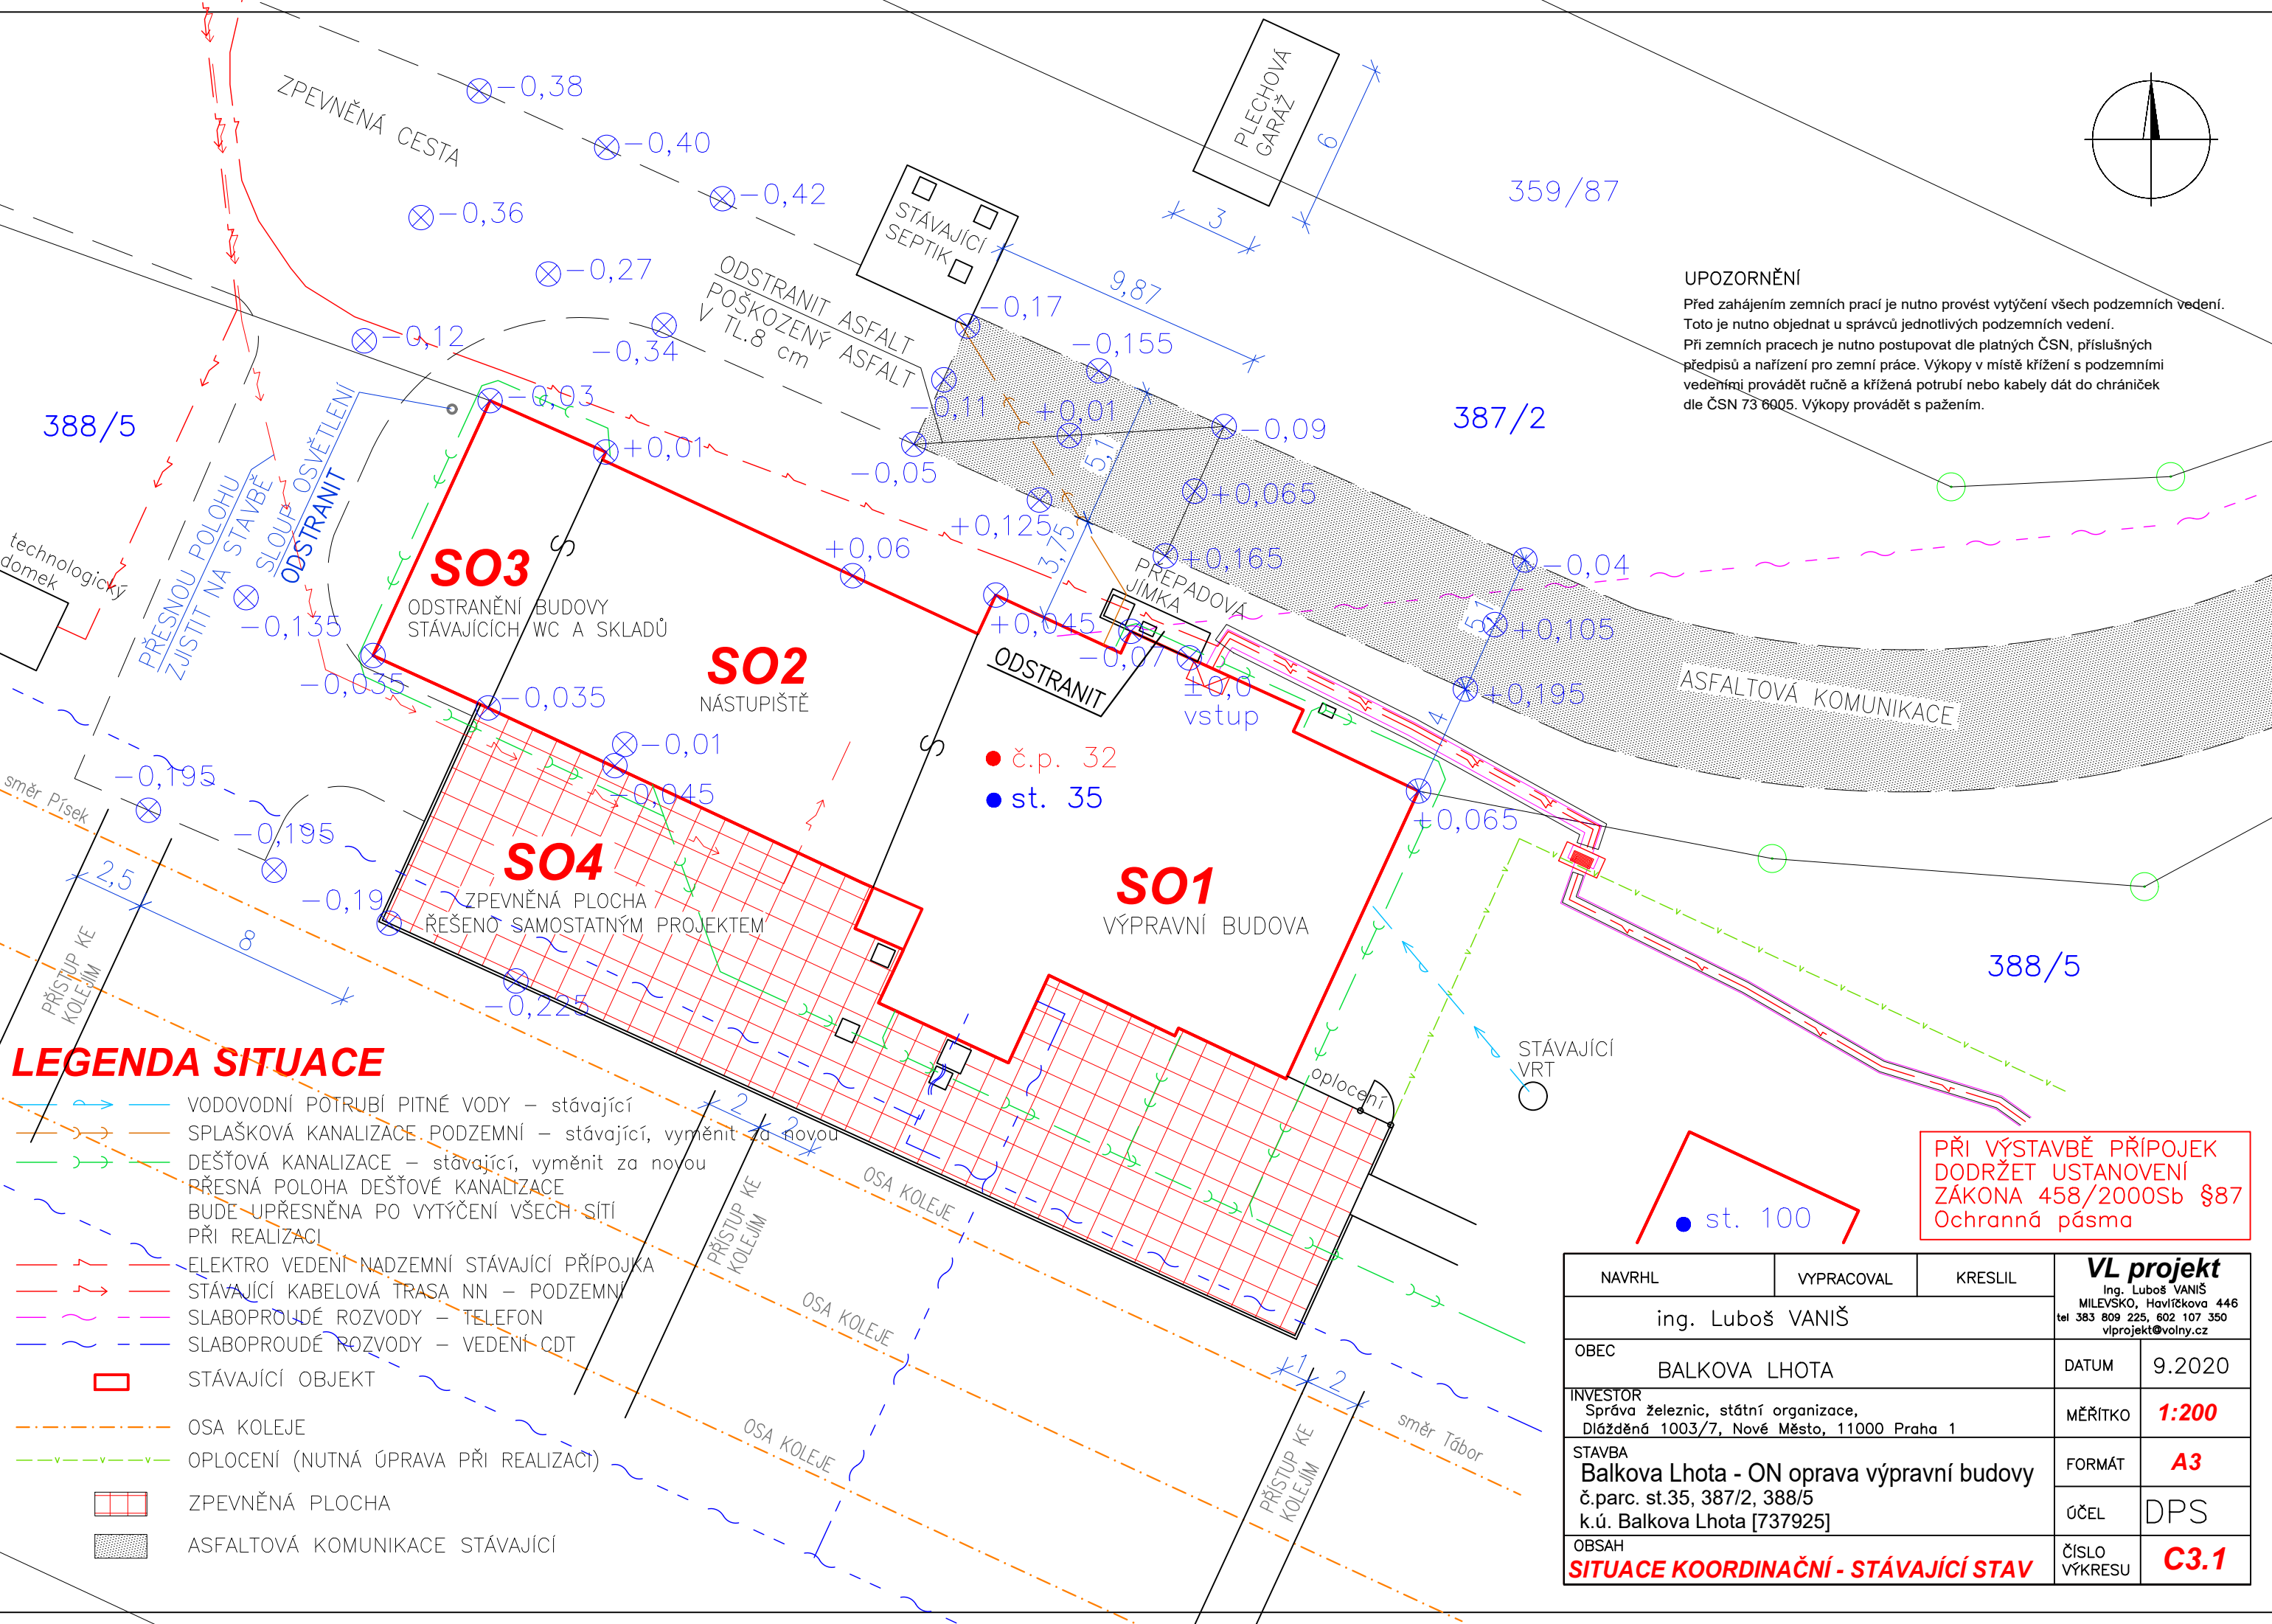 ZPEVNĚNÁ CESTA
−0,38
−0,40
−0,42
−0,36
−0,27
−0,34
−0,12
−0,03
+0,01
PLECHOVÁ
GARÁŽ
6
3
359/87
STÁVAJÍCÍ
SEPTIK
9,87
ODSTRANIT ASFALT
POŠKOZENÝ ASFALT
V TL.8 cm
−0,17
−0,155
−0,11
+0,01
−0,09
−0,05
5,1
+0,065
+0,125
3,75
+0,165
387/2
UPOZORNĚNÍ
Před zahájením zemních prací je nutno provést vytýčení všech podzemních vedení.
Toto je nutno objednat u správců jednotlivých podzemních vedení.
Při zemních pracech je nutno postupovat dle platných ČSN, příslušných
předpisů a nařízení pro zemní práce. Výkopy v místě křížení s podzemními
vedeními provádět ručně a křížená potrubí nebo kabely dát do chrániček
dle ČSN 73 6005. Výkopy provádět s pažením.
388/5
PŘESNOU POLOHU
ZJISTIT NA STAVBĚ
SLOUP OSVĚTLENÍ
ODSTRANIT
technologický
domek
−0,135
−0,035
−0,035
SO3
ODSTRANĚNÍ BUDOVY
STÁVAJÍCÍCH WC A SKLADŮ
S
+0,06
SO2
NÁSTUPIŠTĚ
S
+0,045
PŘEPADOVÁ
JÍMKA
−0,07
ODSTRANIT
±0,0
vstup
−0,04
5,1
+0,105
+0,195
4
ASFALTOVÁ KOMUNIKACE
+0,065
č.p. 32
st. 35
−0,01
−0,045
−0,195
−0,195
−0,19
−0,225
směr Písek
2,5
8
PŘÍSTUP KE
KOLEJÍM
SO4
ZPEVNĚNÁ PLOCHA
ŘEŠENO SAMOSTATNÝM PROJEKTEM
SO1
VÝPRAVNÍ BUDOVA
388/5
STÁVAJÍCÍ
VRT
oplocení
LEGENDA SITUACE
VODOVODNÍ POTRUBÍ PITNÉ VODY – stávající
SPLAŠKOVÁ KANALIZACE PODZEMNÍ – stávající, vyměnit za novou
DEŠŤOVÁ KANALIZACE – stávající, vyměnit za novou
PŘESNÁ POLOHA DEŠŤOVÉ KANALIZACE
BUDE UPŘESNĚNA PO VYTÝČENÍ VŠECH SÍTÍ
PŘI REALIZACI
ELEKTRO VEDENÍ NADZEMNÍ STÁVAJÍCÍ PŘÍPOJKA
STÁVAJÍCÍ KABELOVÁ TRASA NN – PODZEMNÍ
SLABOPROUDÉ ROZVODY – TELEFON
SLABOPROUDÉ ROZVODY – VEDENÍ CDT
STÁVAJÍCÍ OBJEKT
OSA KOLEJE
OPLOCENÍ (NUTNÁ ÚPRAVA PŘI REALIZACI)
ZPEVNĚNÁ PLOCHA
ASFALTOVÁ KOMUNIKACE STÁVAJÍCÍ
2
2
PŘÍSTUP KE
KOLEJÍM
OSA KOLEJE
OSA KOLEJE
OSA KOLEJE
1
2
směr Tábor
PŘÍSTUP KE
KOLEJÍM
st. 100
PŘI VÝSTAVBĚ PŘÍPOJEK
DODRŽET USTANOVENÍ
ZÁKONA 458/2000Sb §87
Ochranná pásma
NAVRHL
VYPRACOVAL
KRESLIL
ing. Luboš VANIŠ
VL projekt
Ing. Luboš VANIŠ
MILEVSKO, Havlíčkova 446
tel 383 809 225, 602 107 350
vlprojekt@volny.cz
OBEC
BALKOVA LHOTA
DATUM
9.2020
INVESTOR
Správa železnic, státní organizace,
Dlážděná 1003/7, Nové Město, 11000 Praha 1
MĚŘÍTKO
1:200
STAVBA
Balkova Lhota - ON oprava výpravní budovy
č.parc. st.35, 387/2, 388/5
k.ú. Balkova Lhota [737925]
FORMÁT
A3
ÚČEL
DPS
OBSAH
SITUACE KOORDINAČNÍ - STÁVAJÍCÍ STAV
ČÍSLO
VÝKRESU
C3.1